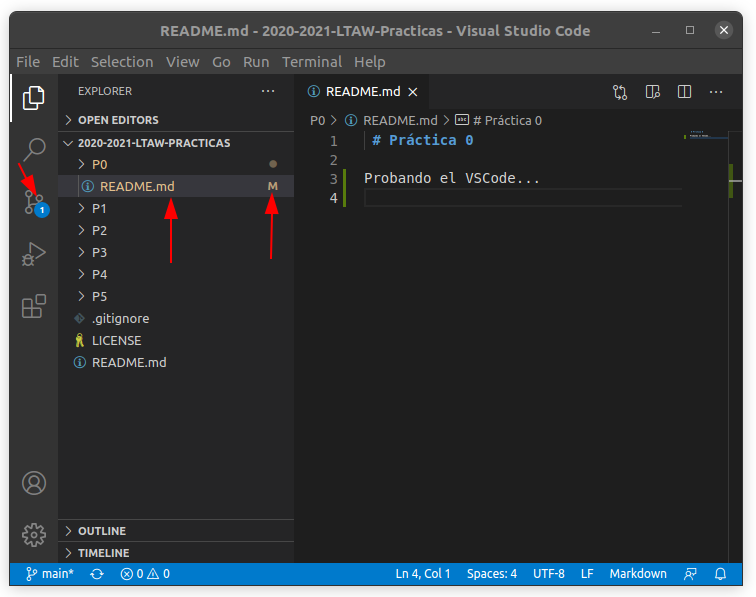 README.md - 2020-2021-LTAW-Practicas - Visual Studio Code
File Edit Selection View Go Run Terminal Help
EXPLORER
OPEN EDITORS
2020-2021-LTAW-PRACTICAS
P0
README.md M
P1
P2
P3
P4
P5
.gitignore
LICENSE
README.md
OUTLINE
TIMELINE
1
README.md
P0 > README.md > abc # Práctica 0
1 # Práctica 0
2
3 Probando el VSCode...
4
main* 0 0 Ln 4, Col 1 Spaces: 4 UTF-8 LF Markdown